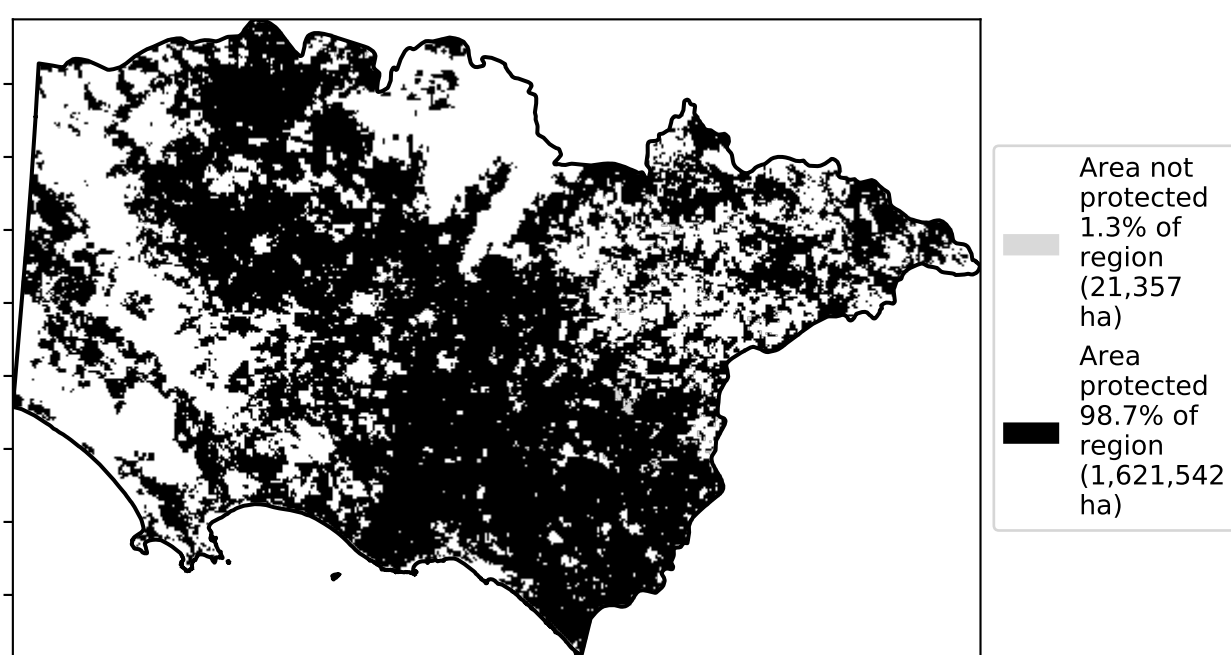 Area not
protected
1.3% of
region
(21,357
ha)
Area
protected
98.7% of
region
(1,621,542
ha)